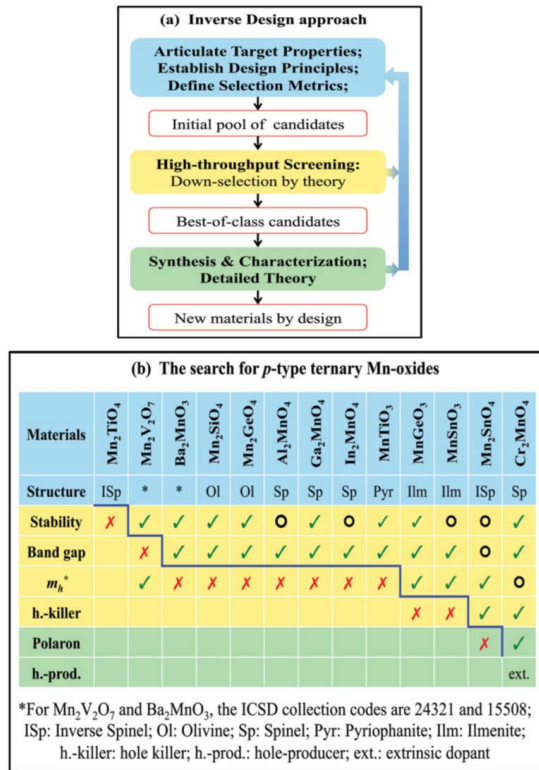 (a) Inverse Design approach
Articulate Target Properties;
Establish Design Principles;
Define Selection Metrics;
Initial pool of candidates
High-throughput Screening:
Down-selection by theory
Best-of-class candidates
Synthesis & Characterization;
Detailed Theory
New materials by design
(b) The search for p-type ternary Mn-oxides
Materials Mn₂TiO₄ Mn₂V₂O₇ Ba₂MnO₃ Mn₂SiO₄ Mn₂GeO₄ Al₂MnO₄ Ga₂MnO₄ In₂MnO₄ MnTiO₃ MnGeO₃ MnSnO₃ Mn₂SnO₄ Cr₂MnO₄
Structure ISp * * Ol Ol Sp Sp Sp Pyr Ilm Ilm ISp Sp
Stability ✗ ✓ ✓ ✓ ✓ O ✓ O ✓ ✓ O O ✓
Band gap ✗ ✓ ✓ ✓ ✓ ✓ ✓ ✓ ✓ ✓ O ✓
mₕ* ✓ ✗ ✗ ✗ ✗ ✗ ✗ ✗ ✓ ✓ ✓ O
h.-killer ✗ ✗ ✓ ✓
Polaron ✗ ✓
h.-prod. ext.
*For Mn₂V₂O₇ and Ba₂MnO₃, the ICSD collection codes are 24321 and 15508;
ISp: Inverse Spinel; Ol: Olivine; Sp: Spinel; Pyr: Pyriophanite; Ilm: Ilmenite;
h.-killer: hole killer; h.-prod.: hole-producer; ext.: extrinsic dopant